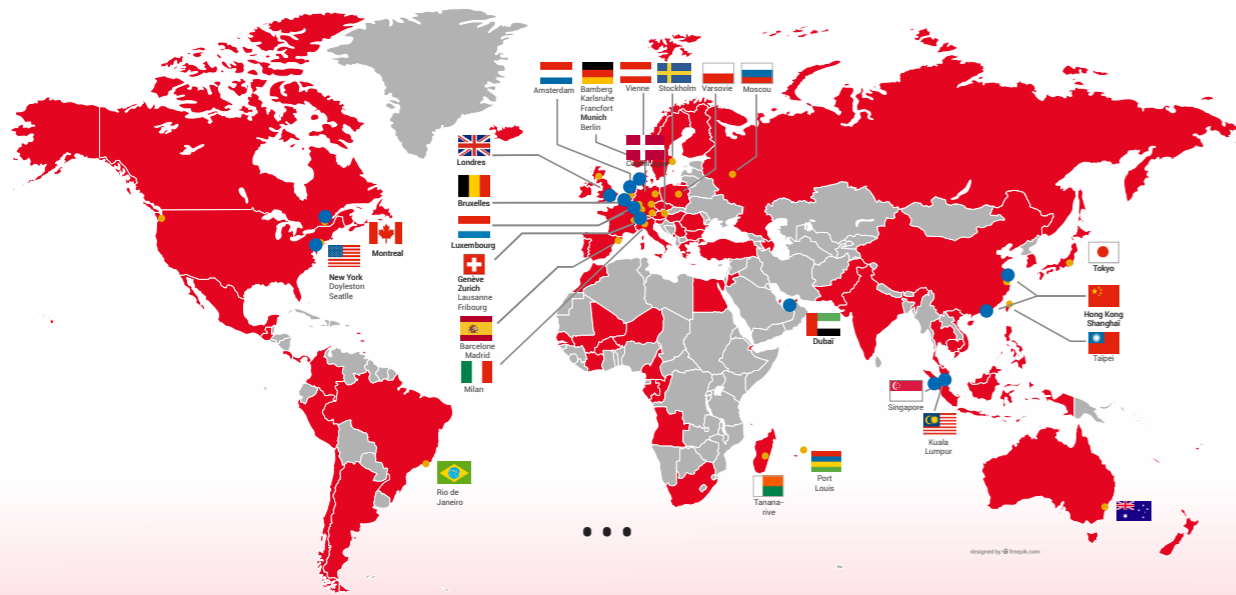 Amsterdam
Bamberg
Karlsruhe
Francfort
Munich
Berlin
Vienne
Stockholm
Varsovie
Moscou
Londres
Bruxelles
Luxembourg
Genève
Zurich
Lausanne
Fribourg
Barcelone
Madrid
Milan
Montreal
New York
Doyleston
Seatlle
Tokyo
Hong Kong
Shanghaï
Taïpei
Dubaï
Singapore
Kuala
Lumpur
Rio de
Janeiro
Tanana-
rive
Port
Louis
...
designed by freepik.com